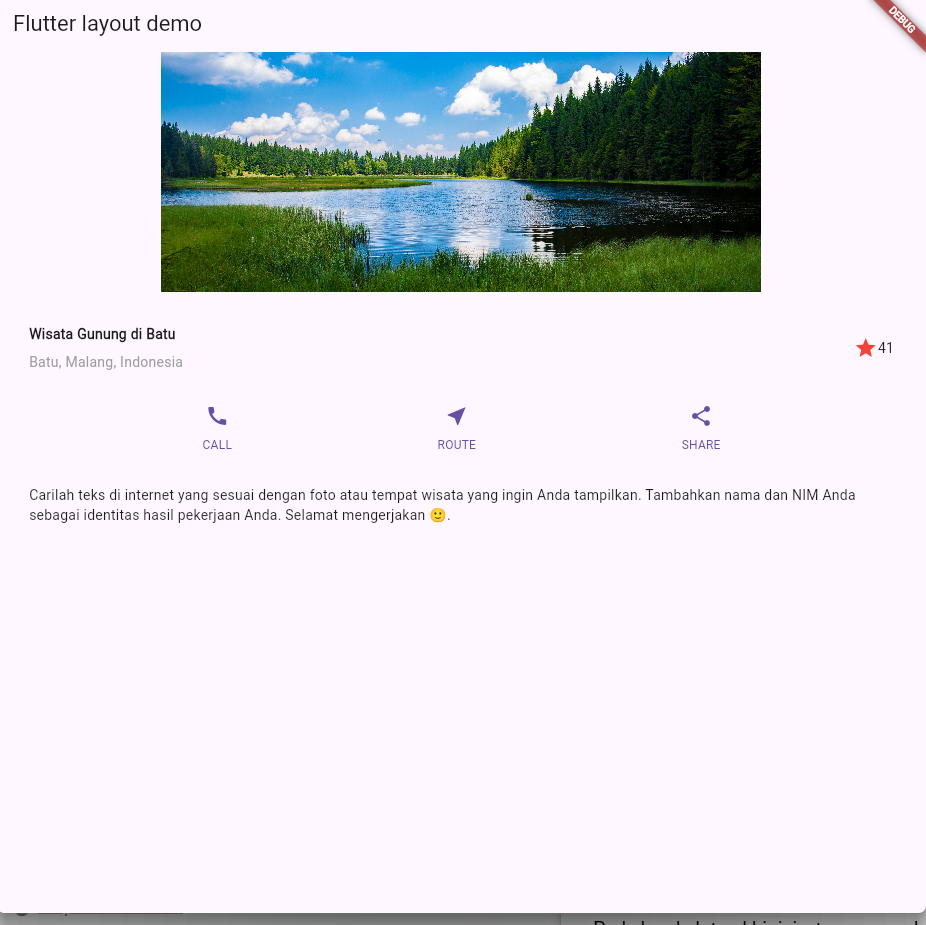 Flutter layout demo
DEBUG
Wisata Gunung di Batu
Batu, Malang, Indonesia
41
CALL
ROUTE
SHARE
Carilah teks di internet yang sesuai dengan foto atau tempat wisata yang ingin Anda tampilkan. Tambahkan nama dan NIM Anda
sebagai identitas hasil pekerjaan Anda. Selamat mengerjakan 🙂.